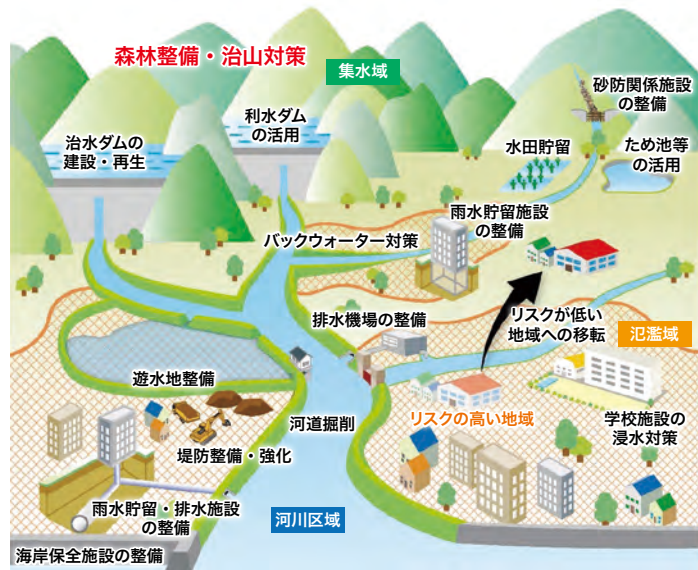 森林整備・治山対策
集水域
砂防関係施設
の整備
治水ダムの
建設・再生
利水ダム
の活用
水田貯留
ため池等
の活用
雨水貯留施設
の整備
バックウォーター対策
排水機場の整備
リスクが低い
地域への移転
氾濫域
遊水地整備
河道掘削
リスクの高い地域
学校施設の
浸水対策
堤防整備・強化
雨水貯留・排水施設
の整備
河川区域
海岸保全施設の整備